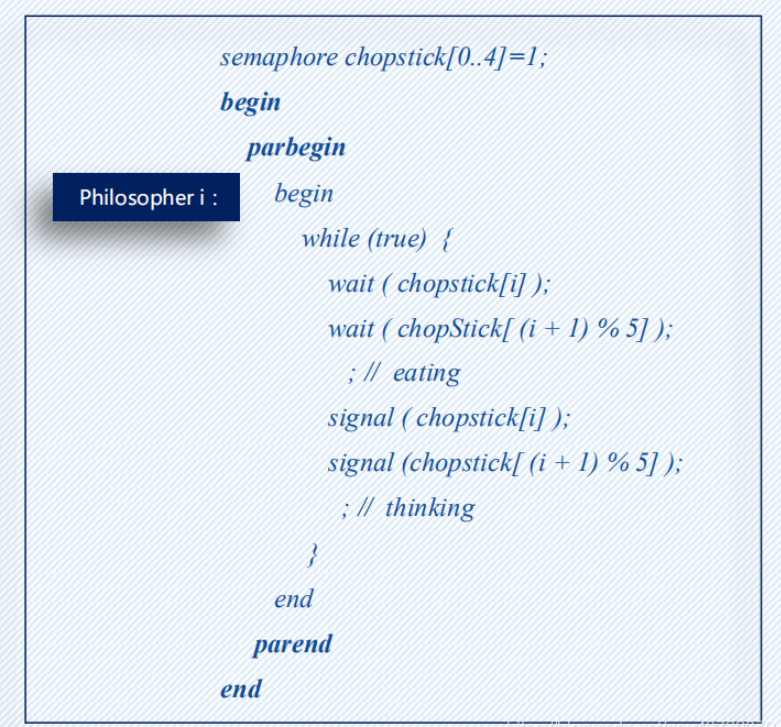 semaphore chopstick[0..4]=1;
begin
parbegin
Philosopher i :
begin
while (true) {
wait ( chopstick[i] );
wait ( chopStick[ (i + 1) % 5] );
; // eating
signal ( chopstick[i] );
signal (chopstick[ (i + 1) % 5] );
; // thinking
}
end
parend
end